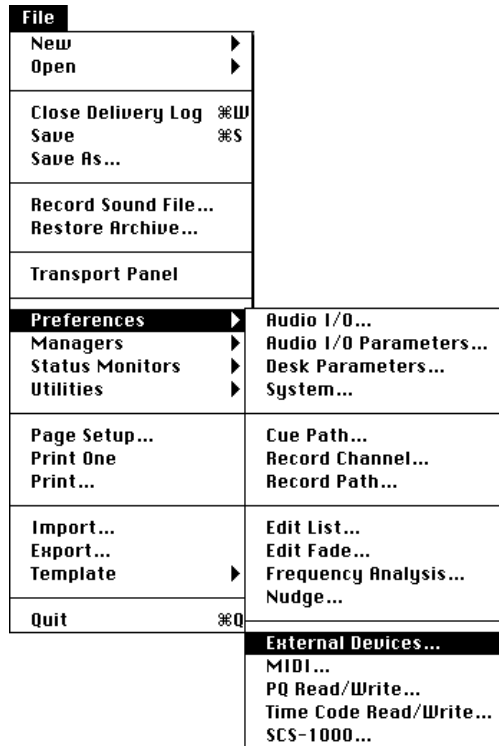 File
New
Open
Close Delivery Log ⌘W
Save ⌘S
Save As...
Record Sound File...
Restore Archive...
Transport Panel
Preferences
Managers
Status Monitors
Utilities
Page Setup...
Print One
Print...
Import...
Export...
Template
Quit ⌘Q
Audio I/O...
Audio I/O Parameters...
Desk Parameters...
System...
Cue Path...
Record Channel...
Record Path...
Edit List...
Edit Fade...
Frequency Analysis...
Nudge...
External Devices...
MIDI...
PQ Read/Write...
Time Code Read/Write...
SCS-1000...